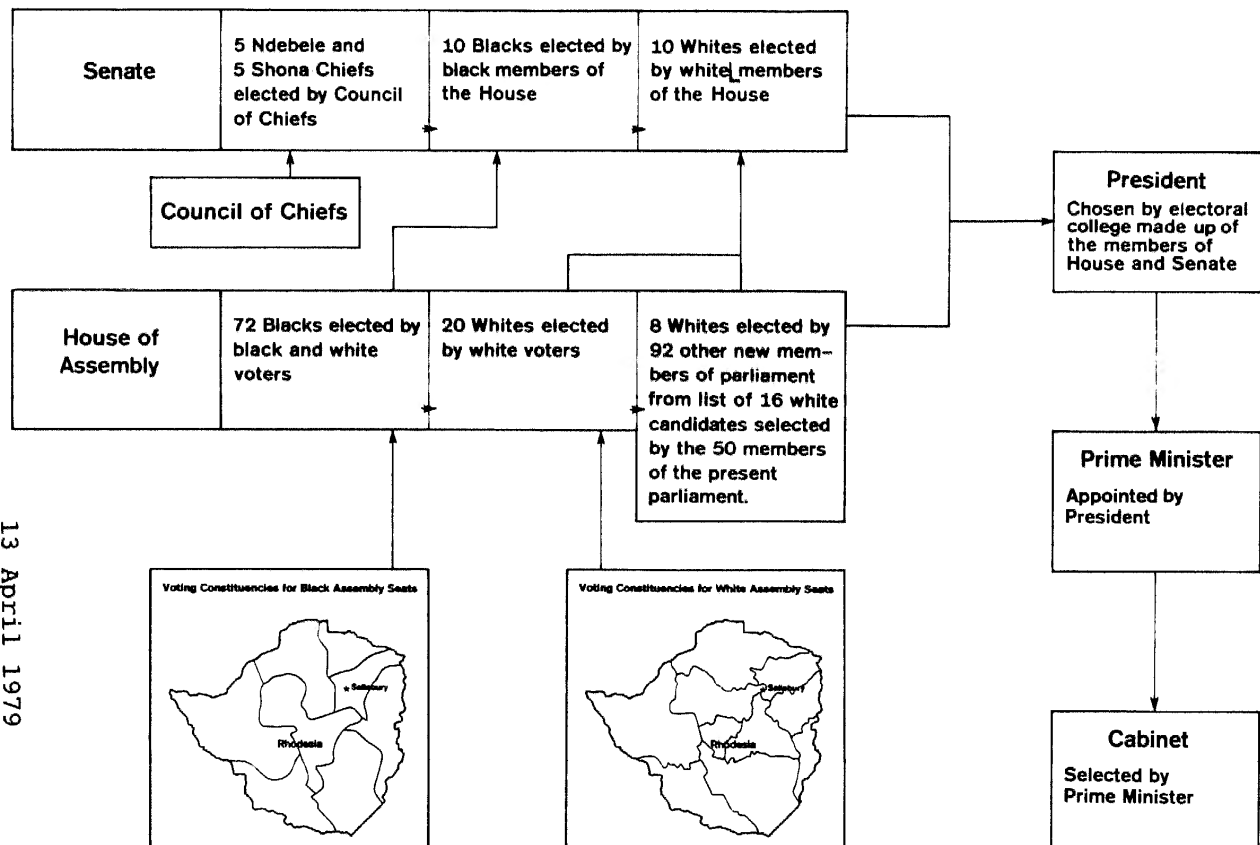 Senate
5 Ndebele and
5 Shona Chiefs
elected by Council
of Chiefs
10 Blacks elected by
black members of
the House
10 Whites elected
by white members
of the House
Council of Chiefs
President
Chosen by electoral
college made up of
the members of
House and Senate
House of
Assembly
72 Blacks elected by
black and white
voters
20 Whites elected
by white voters
8 Whites elected by
92 other new mem-
bers of parliament
from list of 16 white
candidates selected
by the 50 members
of the present
parliament.
Prime Minister
Appointed by
President
Voting Constituencies for Black Assembly Seats
Salisbury
Rhodesia
Voting Constituencies for White Assembly Seats
Salisbury
Rhodesia
Cabinet
Selected by
Prime Minister
13 April 1979